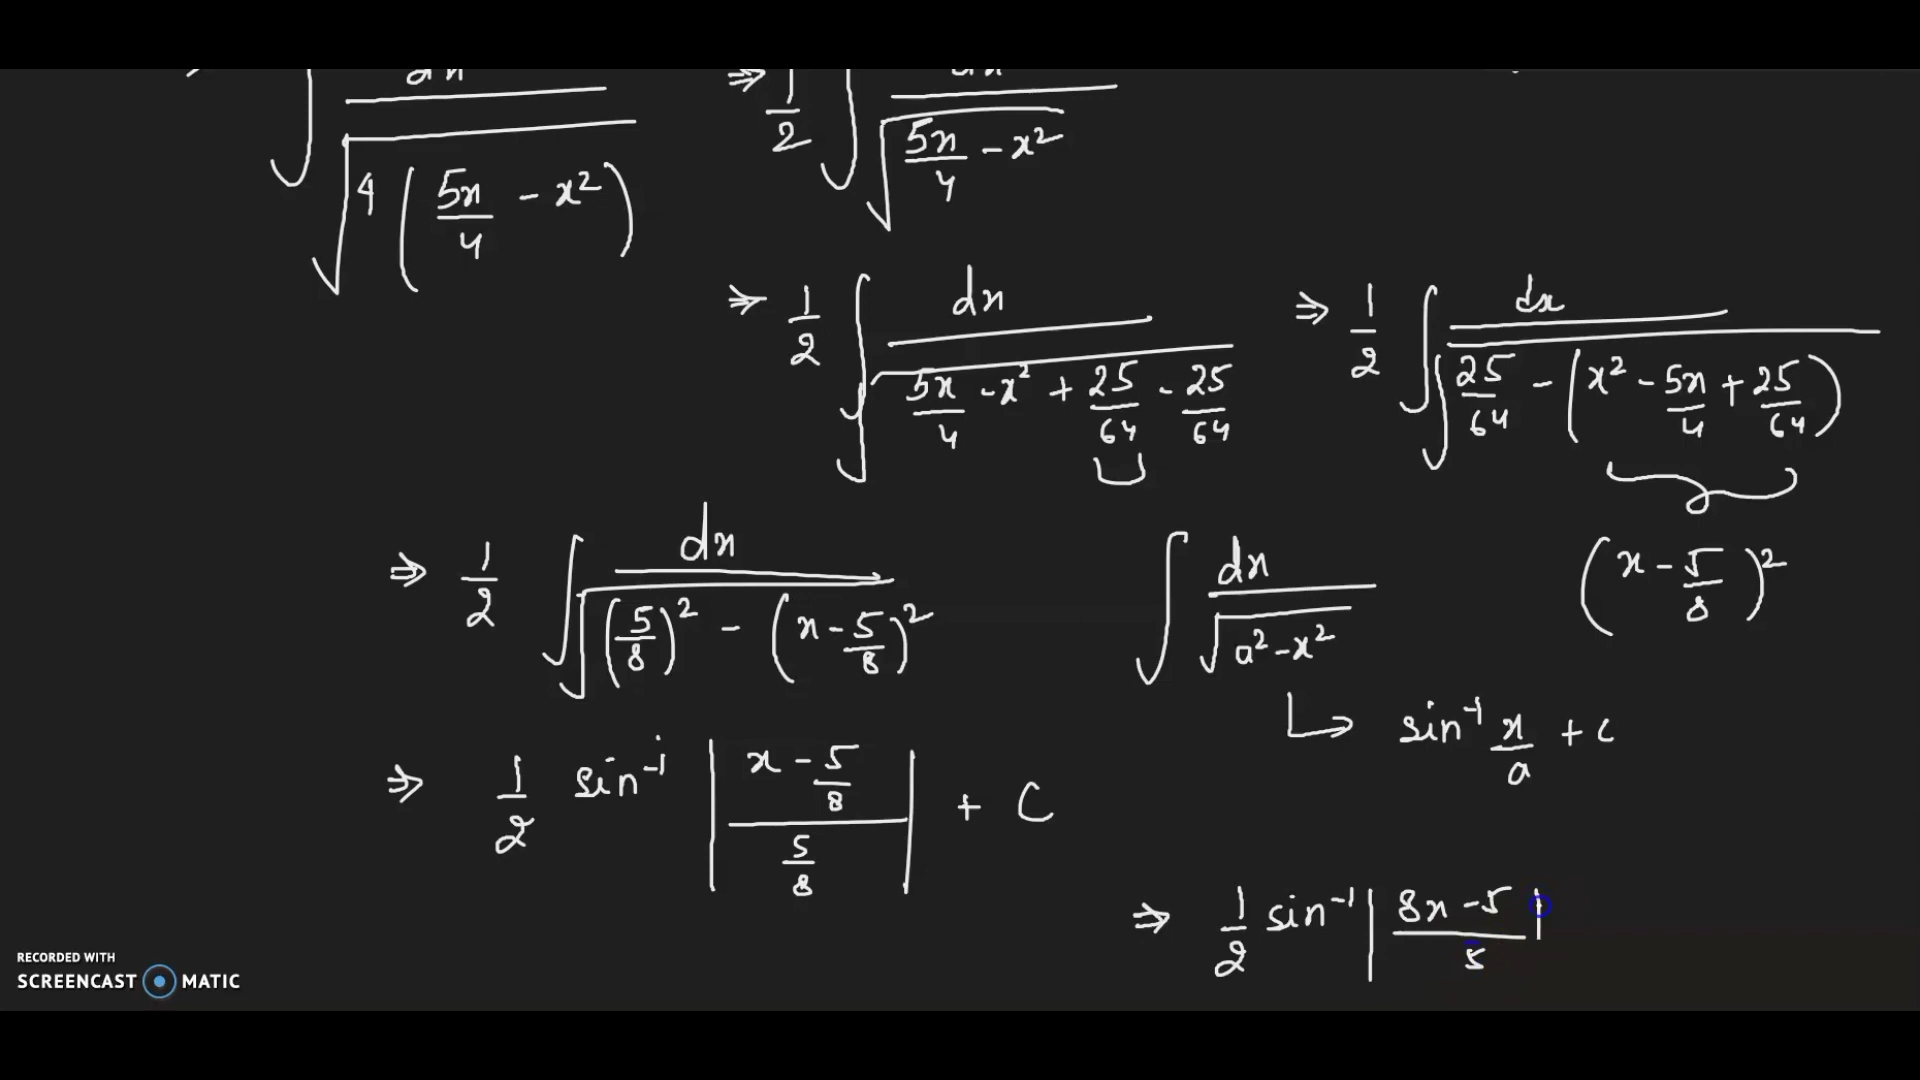 ⇒ ∫ dx / √(4(5x/4 - x²)) ⇒ 1/2 ∫ dx / √(5x/4 - x²)
⇒ 1/2 ∫ dx / √(5x/4 - x² + 25/64 - 25/64) ⇒ 1/2 ∫ dx / √(25/64 - (x² - 5x/4 + 25/64))
(x - 5/8)²
⇒ 1/2 ∫ dx / √((5/8)² - (x - 5/8)²) ∫ dx / √(a² - x²)
↳ sin⁻¹ x/a + c
⇒ 1/2 sin⁻¹ | (x - 5/8) / (5/8) | + C
⇒ 1/2 sin⁻¹ | (8x - 5)/5 |
RECORDED WITH
SCREENCAST MATIC